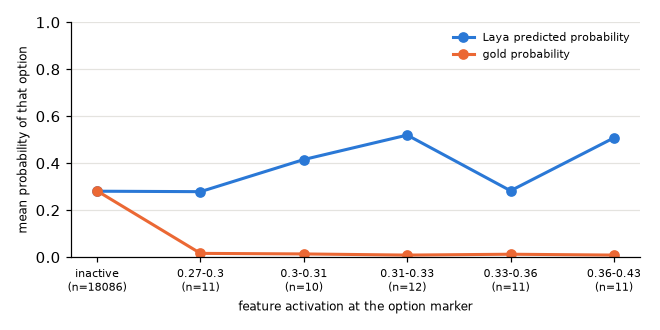 Laya predicted probability
gold probability
mean probability of that option
1.0
0.8
0.6
0.4
0.2
0.0
inactive 0.27-0.3 0.3-0.31 0.31-0.33 0.33-0.36 0.36-0.43
(n=18086) (n=11) (n=10) (n=12) (n=11) (n=11)
feature activation at the option marker